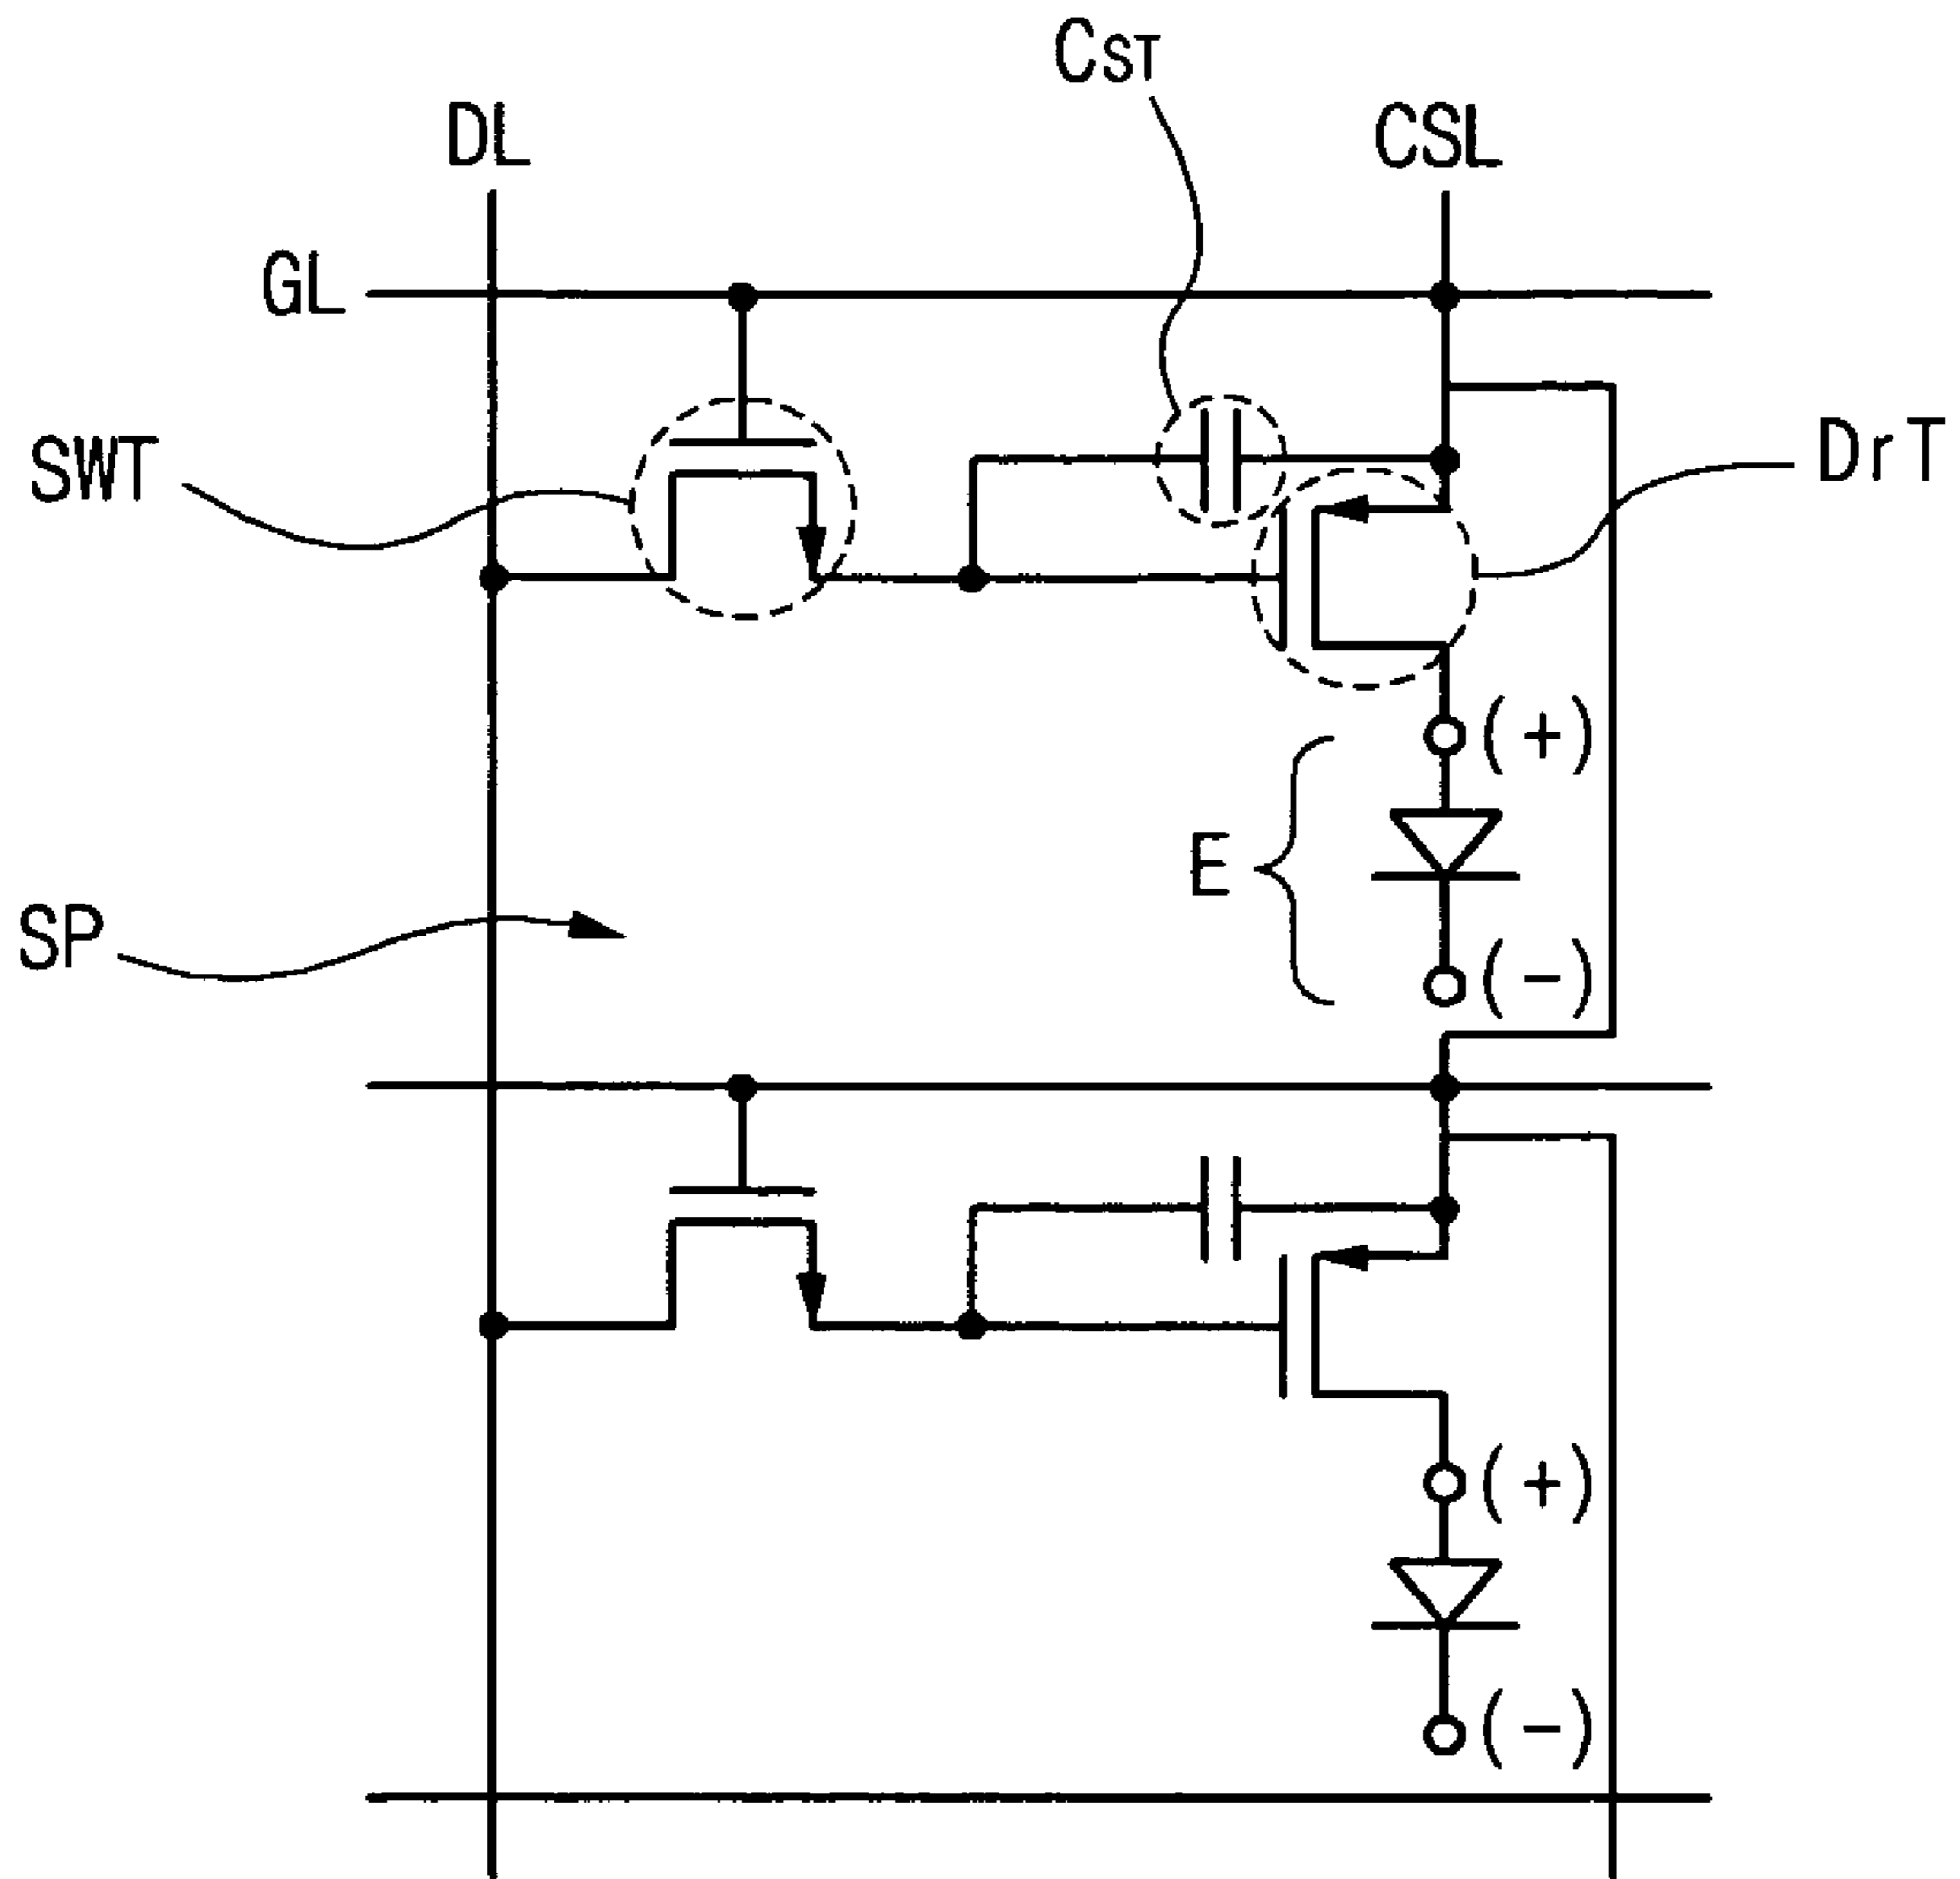 CST
DL
CSL
GL
SWT
DrT
(+)
E
SP
(-)
(+)
(-)